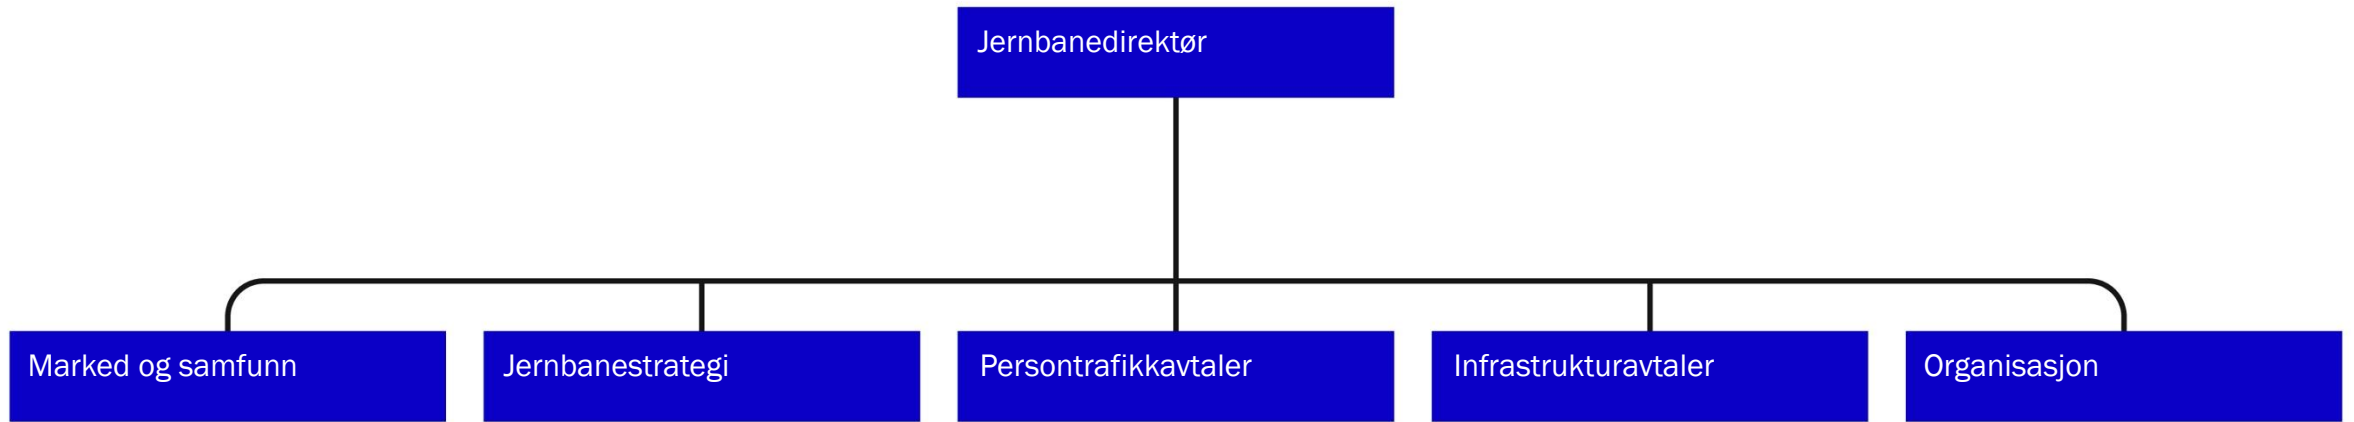 Jernbanedirektør
Marked og samfunn
Jernbanestrategi
Persontrafikkavtaler
Infrastrukturavtaler
Organisasjon